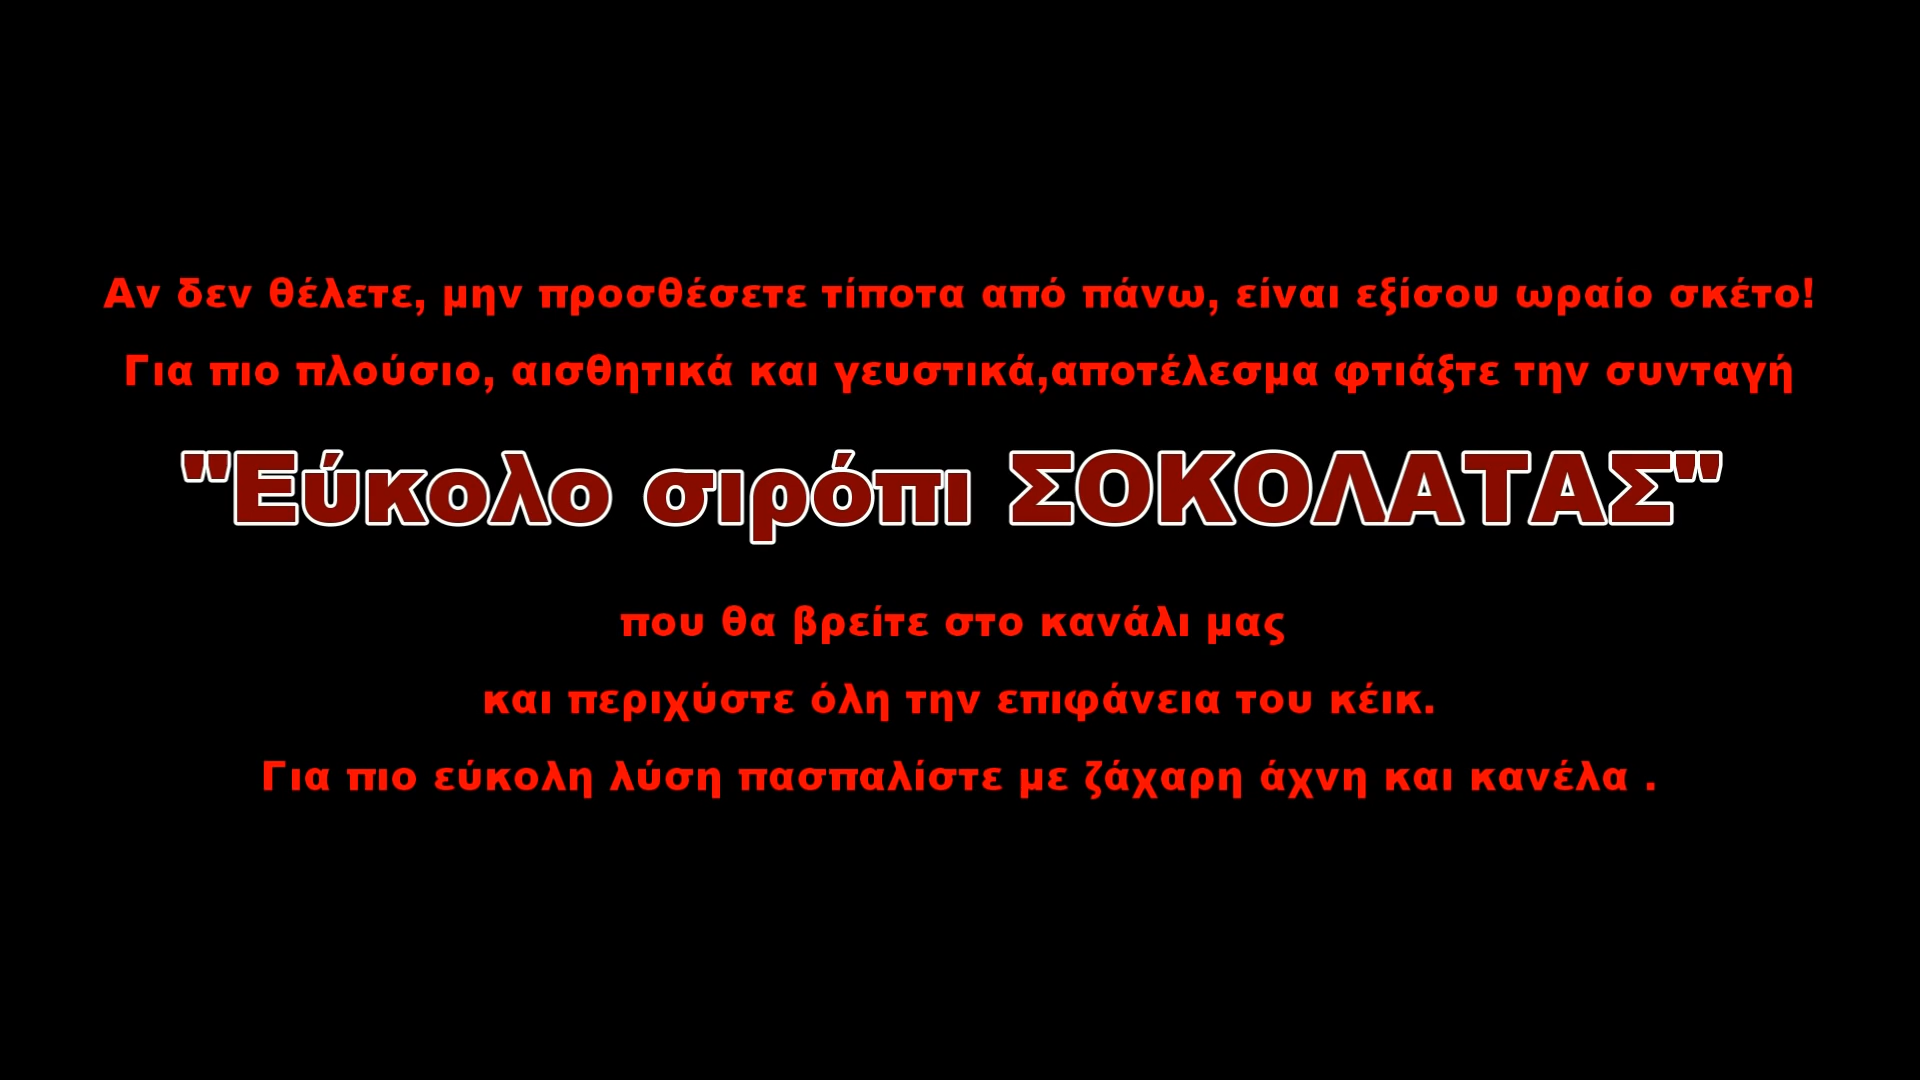 Αν δεν θέλετε, μην προσθέσετε τίποτα από πάνω, είναι εξίσου ωραίο σκέτο!
Για πιο πλούσιο, αισθητικά και γευστικά,αποτέλεσμα φτιάξτε την συνταγή
"Εύκολο σιρόπι ΣΟΚΟΛΑΤΑΣ"
που θα βρείτε στο κανάλι μας
και περιχύστε όλη την επιφάνεια του κέικ.
Για πιο εύκολη λύση πασπαλίστε με ζάχαρη άχνη και κανέλα .